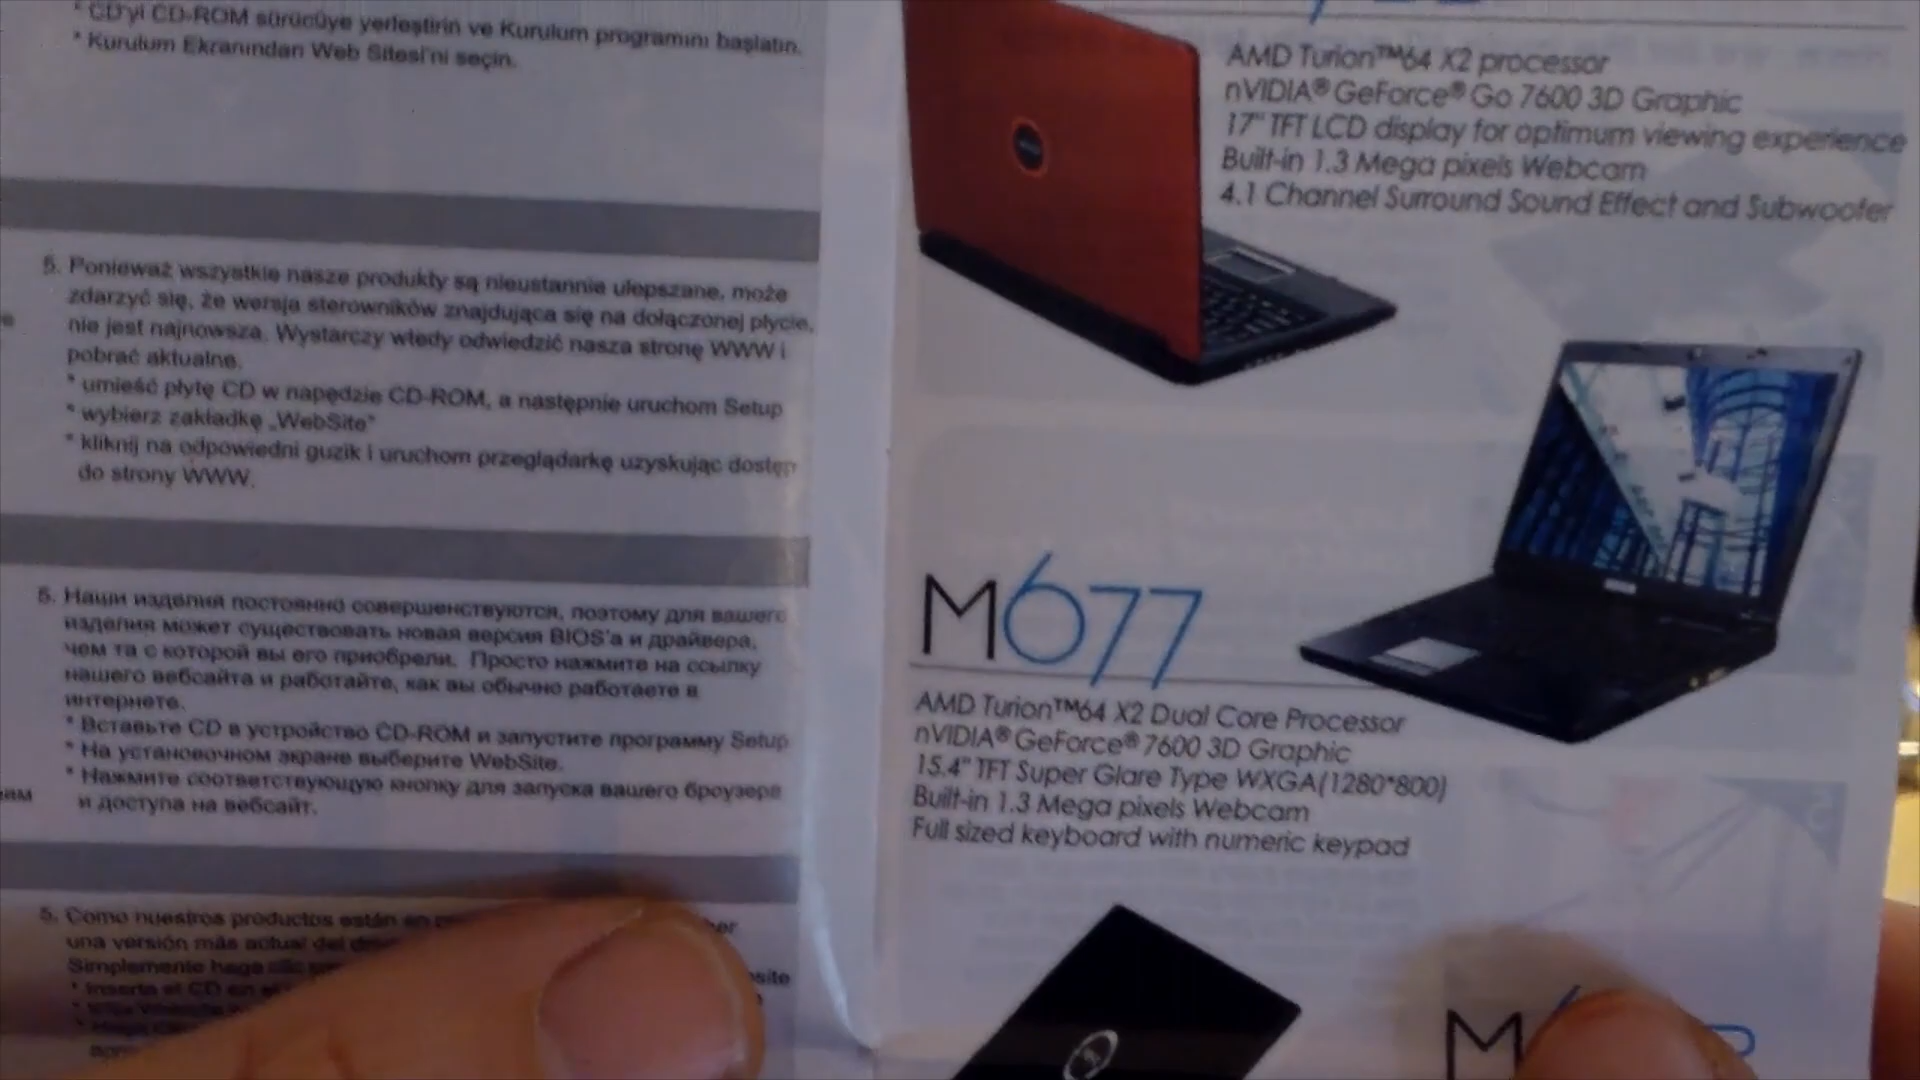 * CD'yi CD-ROM sürücüye yerleştirin ve Kurulum programını başlatın.
* Kurulum Ekranından Web Sitesi'ni seçin.
5. Ponieważ wszystkie nasze produkty są nieustannie ulepszane, może
zdarzyć się, że wersja sterowników znajdująca się na dołączonej płycie,
nie jest najnowsza. Wystarczy wtedy odwiedzić nasza stronę WWW i
pobrać aktualne.
* umieść płytę CD w napędzie CD-ROM, a następnie uruchom Setup
* wybierz zakładkę „WebSite"
* kliknij na odpowiedni guzik i uruchom przeglądarkę uzyskując dostęp
do strony WWW.
5. Наши изделия постоянно совершенствуются, поэтому для вашего
изделия может существовать новая версия BIOS'а и драйвера,
чем та с которой вы его приобрели. Просто нажмите на ссылку
нашего вебсайта и работайте, как вы обычно работаете в
интернете.
* Вставьте CD в устройство CD-ROM и запустите программу Setup
* На установочном экране выберите WebSite.
* Нажмите соответствующую кнопку для запуска вашего броузера
и доступа на вебсайт.
5. Como nuestros productos están en
una versión más actual del
Simplemente haga clic
* Inserte el CD en el
AMD Turion™64 X2 processor
nVIDIA® GeForce® Go 7600 3D Graphic
17" TFT LCD display for optimum viewing experience
Built-in 1.3 Mega pixels Webcam
4.1 Channel Surround Sound Effect and Subwoofer
M677
AMD Turion™64 X2 Dual Core Processor
nVIDIA® GeForce® 7600 3D Graphic
15.4" TFT Super Glare Type WXGA(1280*800)
Built-in 1.3 Mega pixels Webcam
Full sized keyboard with numeric keypad